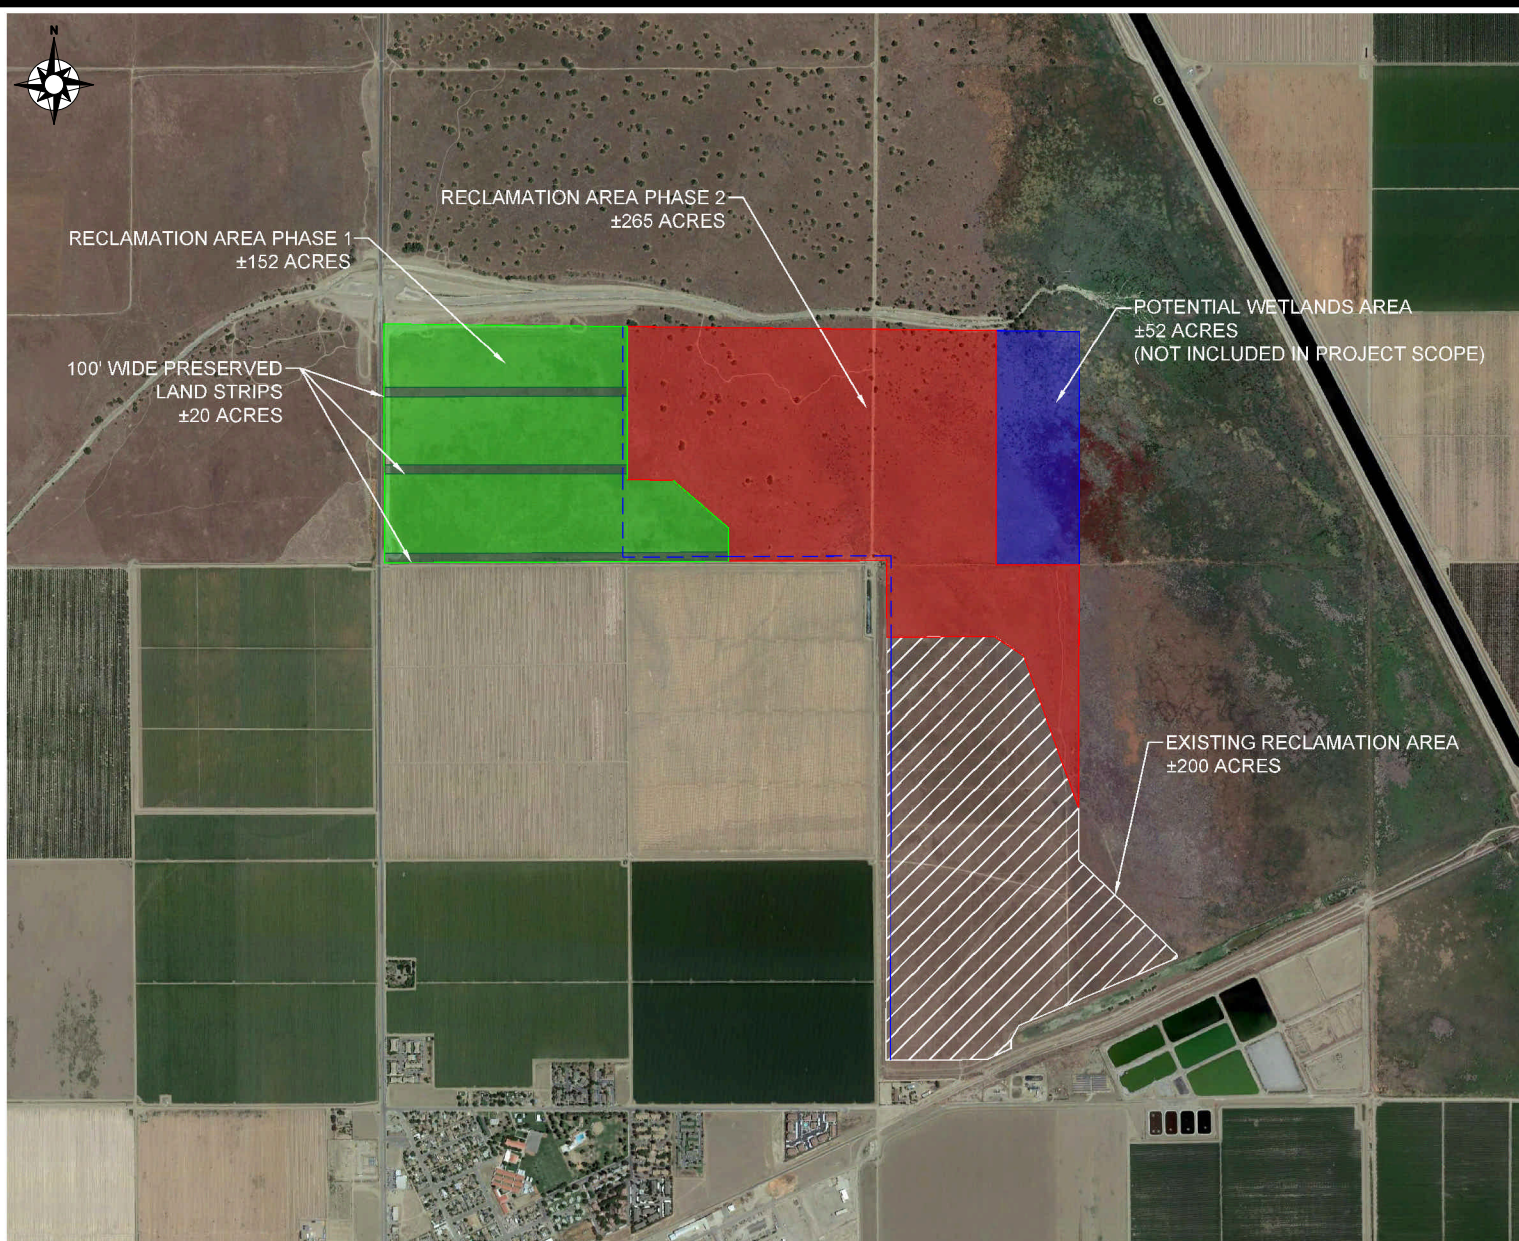 N
RECLAMATION AREA PHASE 2
±265 ACRES
RECLAMATION AREA PHASE 1
±152 ACRES
POTENTIAL WETLANDS AREA
±52 ACRES
(NOT INCLUDED IN PROJECT SCOPE)
100' WIDE PRESERVED
LAND STRIPS
±20 ACRES
EXISTING RECLAMATION AREA
±200 ACRES